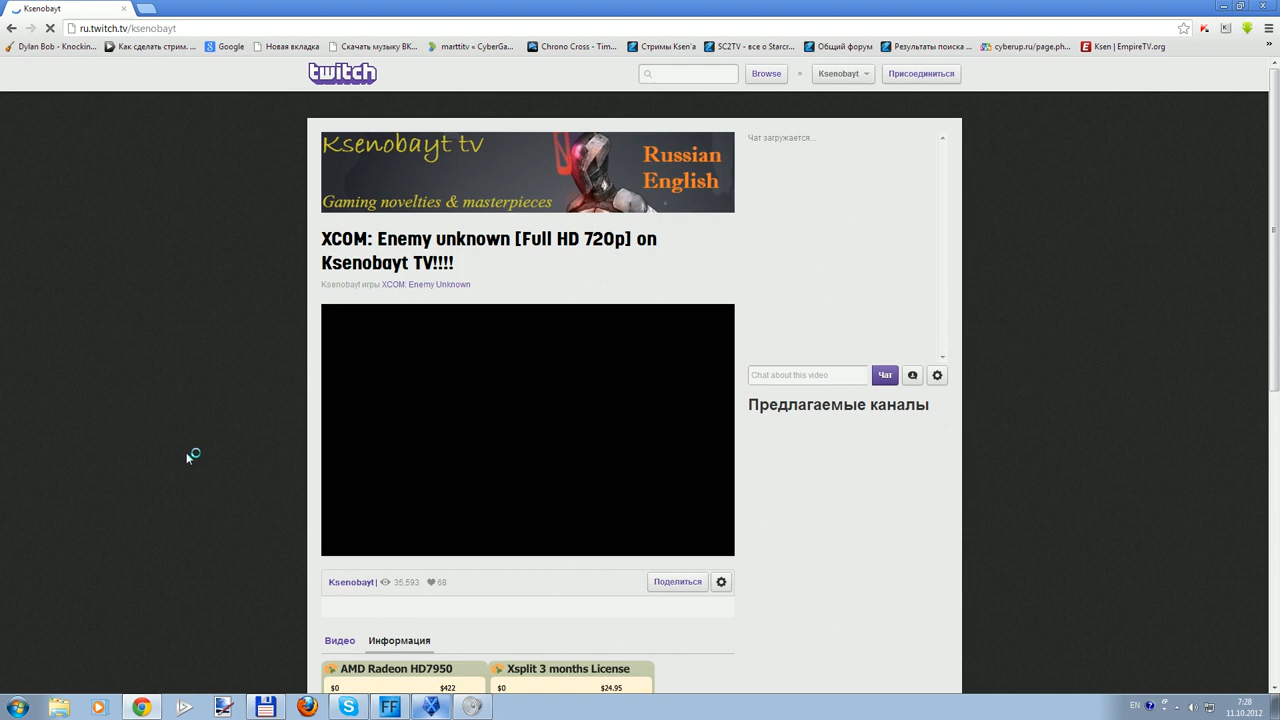 Ksenobayt
ru.twitch.tv/ksenobayt
Dylan Bob - Knockin...
Как сделать стрим. ...
Google
Новая вкладка
Скачать музыку ВК...
marttitv « CyberGa...
Chrono Cross - Tim...
Стримы Ksen'a
SC2TV - все о Starcr...
Общий форум
Результаты поиска ...
cyberup.ru/page.ph...
Ksen | EmpireTV.org
twitch
Browse
Ksenobayt
Присоединиться
Ksenobayt tv
Russian
English
Gaming novelties & masterpieces
XCOM: Enemy unknown [Full HD 720p] on
Ksenobayt TV!!!!
Ksenobayt игры XCOM: Enemy Unknown
Ksenobayt | 35,593 68
Поделиться
Видео Информация
AMD Radeon HD7950
$0 $422
Xsplit 3 months License
$0 $24.95
Чат загружается...
Chat about this video
Чат
Предлагаемые каналы
FF
EN
7:28
11.10.2012